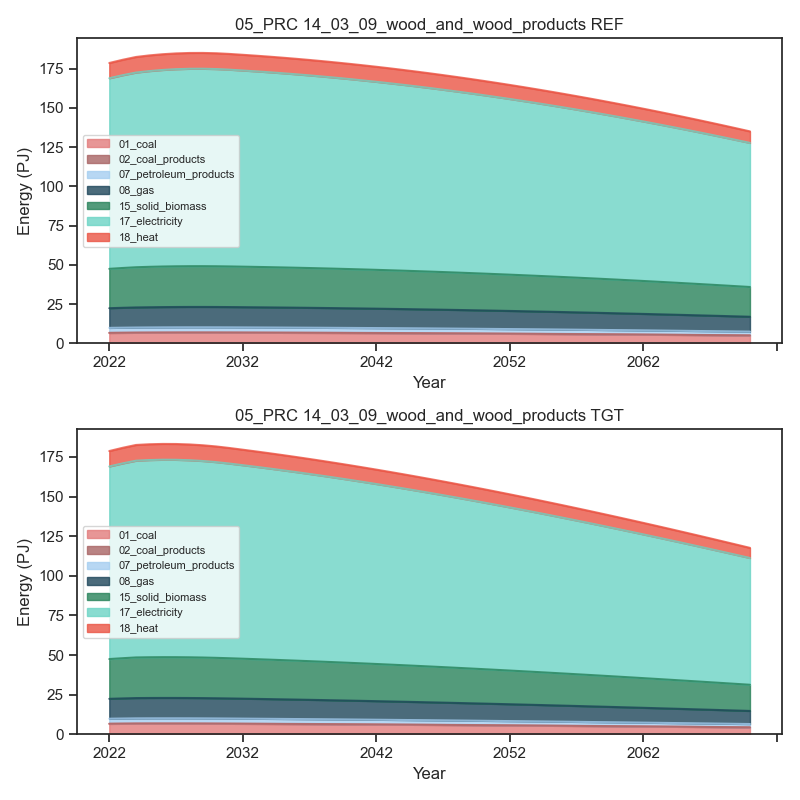 05_PRC 14_03_09_wood_and_wood_products REF
Energy (PJ)
175
150
125
100
75
50
25
0
01_coal
02_coal_products
07_petroleum_products
08_gas
15_solid_biomass
17_electricity
18_heat
2022 2032 2042 2052 2062
Year
05_PRC 14_03_09_wood_and_wood_products TGT
Energy (PJ)
175
150
125
100
75
50
25
0
01_coal
02_coal_products
07_petroleum_products
08_gas
15_solid_biomass
17_electricity
18_heat
2022 2032 2042 2052 2062
Year